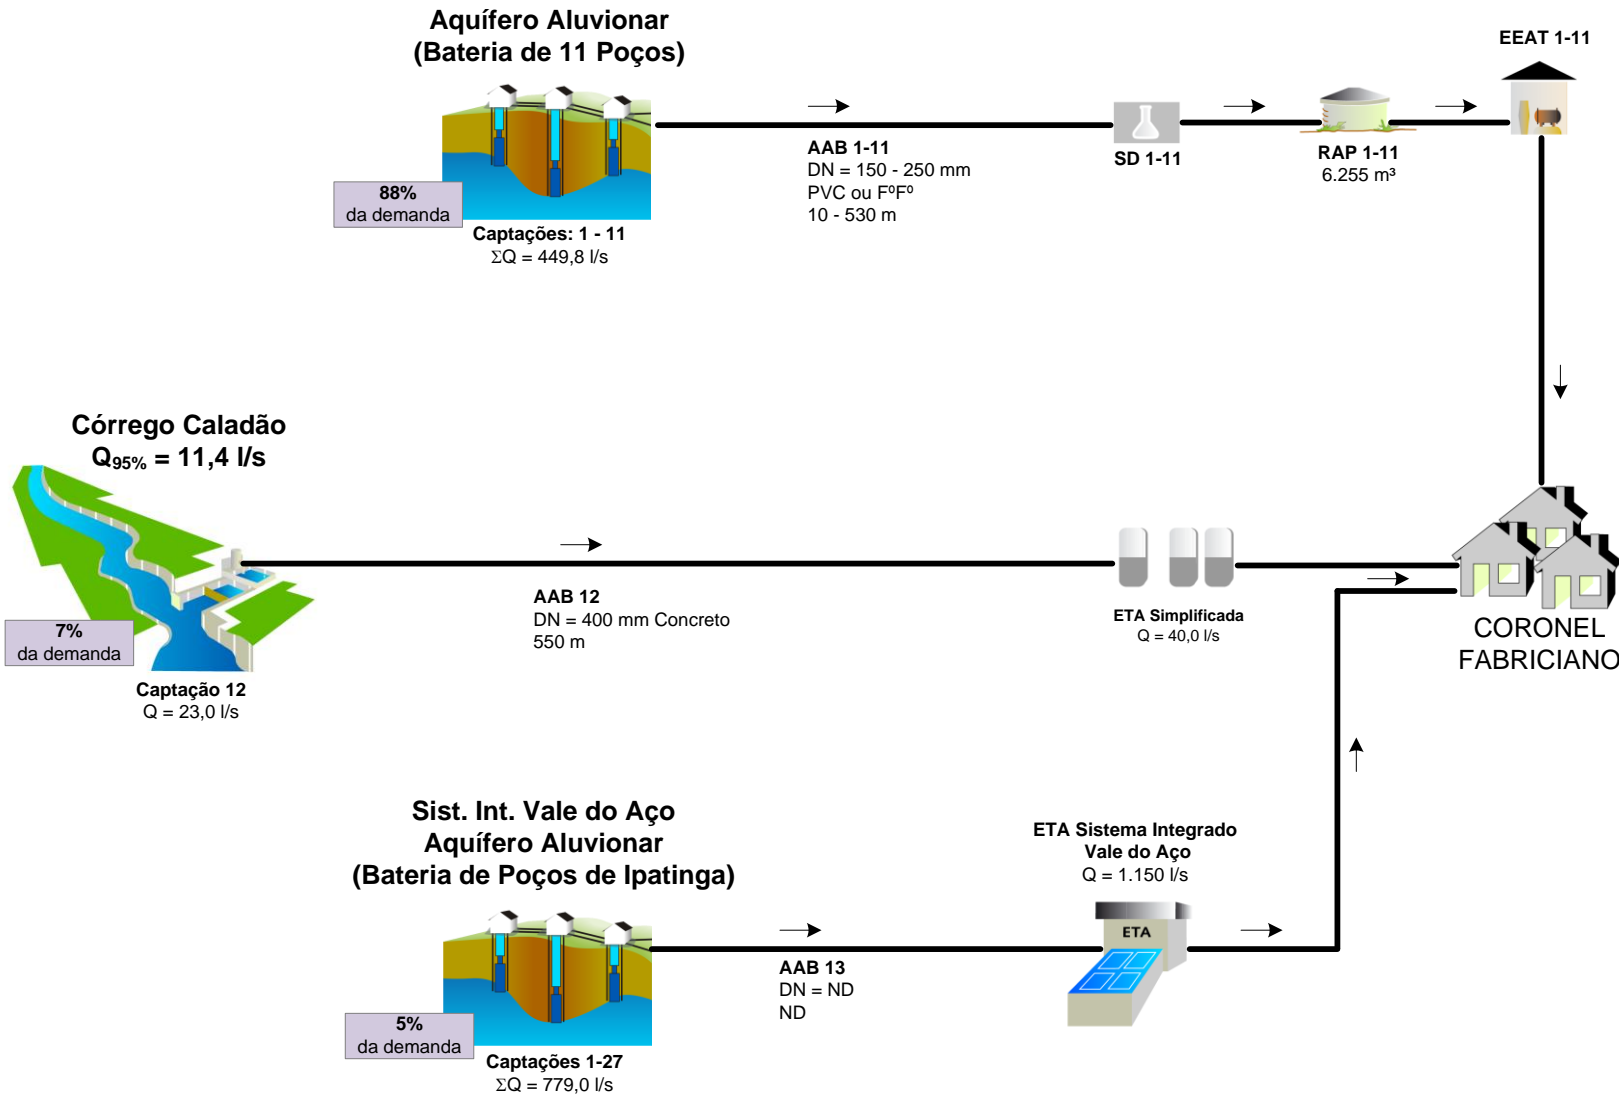 Aquífero Aluvionar
(Bateria de 11 Poços)
EEAT 1-11
AAB 1-11
DN = 150 - 250 mm
PVC ou FºFº
10 - 530 m
SD 1-11
RAP 1-11
6.255 m³
88%
da demanda
Captações: 1 - 11
ΣQ = 449,8 l/s
Córrego Caladão
Q95% = 11,4 l/s
AAB 12
DN = 400 mm Concreto
550 m
ETA Simplificada
Q = 40,0 l/s
7%
da demanda
Captação 12
Q = 23,0 l/s
CORONEL
FABRICIANO
Sist. Int. Vale do Aço
Aquífero Aluvionar
(Bateria de Poços de Ipatinga)
ETA Sistema Integrado
Vale do Aço
Q = 1.150 l/s
ETA
AAB 13
DN = ND
ND
5%
da demanda
Captações 1-27
ΣQ = 779,0 l/s